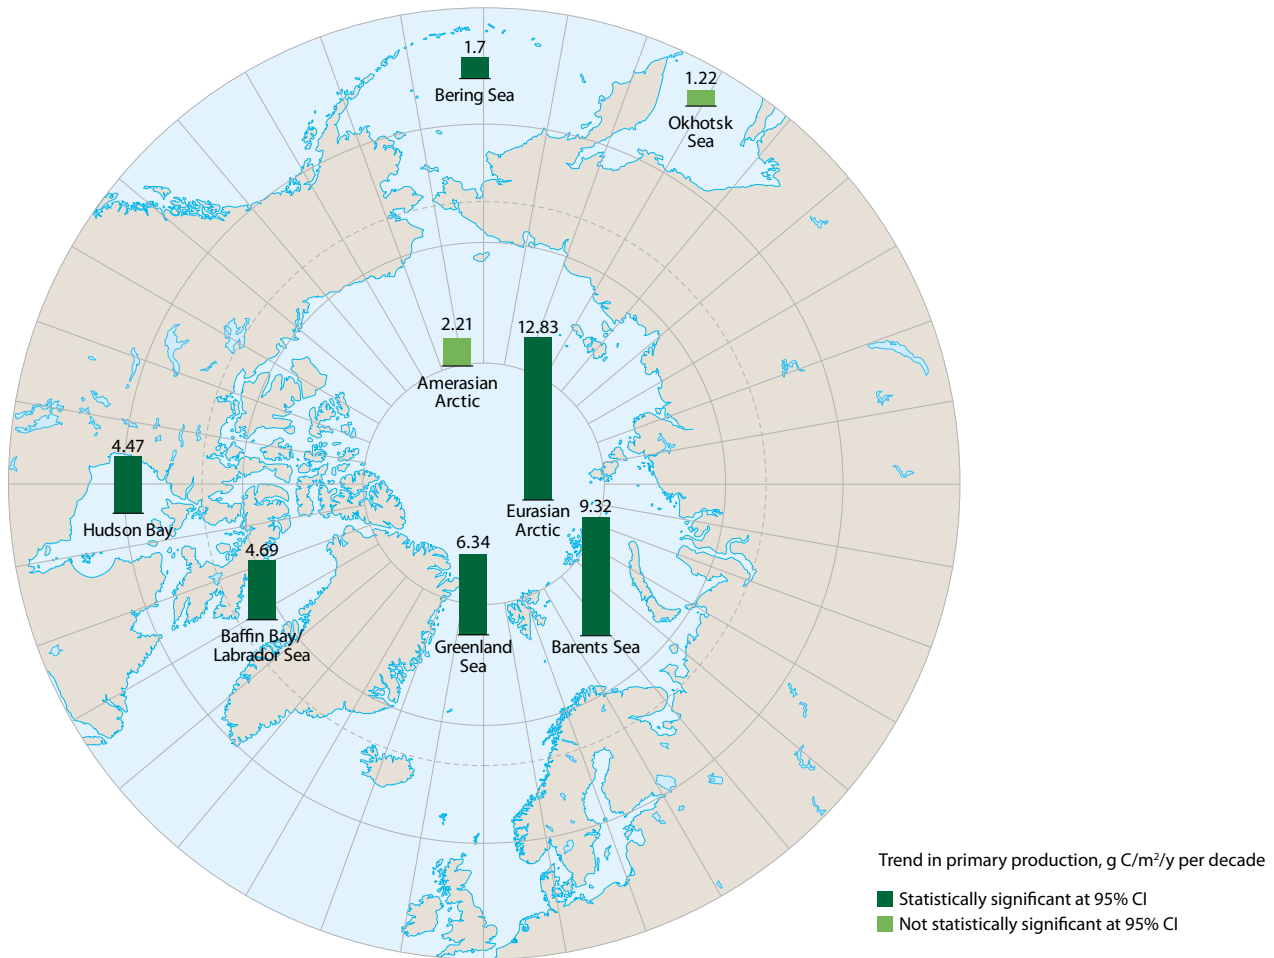 1.7
Bering Sea
1.22
Okhotsk
Sea
2.21
Amerasian
Arctic
12.83
Eurasian
Arctic
4.47
Hudson Bay
9.32
Barents Sea
4.69
Baffin Bay/
Labrador Sea
6.34
Greenland
Sea
Trend in primary production, g C/m²/y per decade
Statistically significant at 95% CI
Not statistically significant at 95% CI